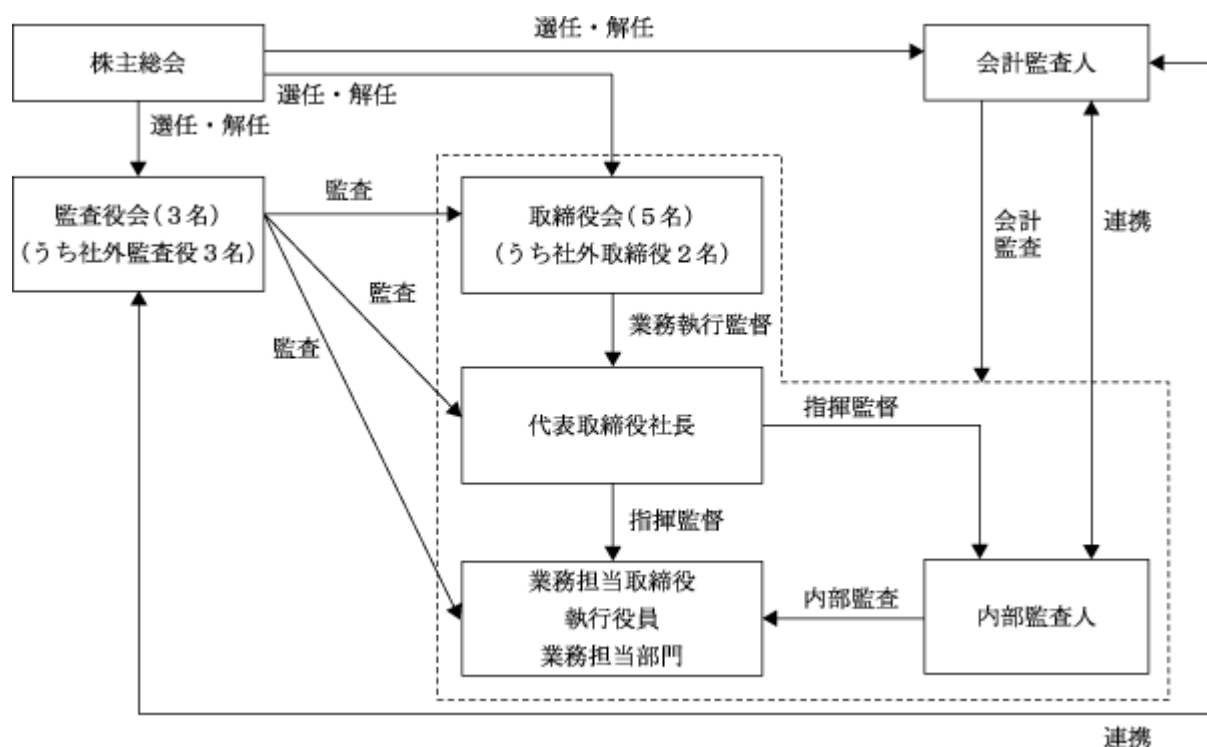 選任・解任
株主総会
会計監査人
選任・解任
選任・解任
監査役会(3名)
(うち社外監査役3名)
監査
取締役会(5名)
(うち社外取締役2名)
会計
監査
連携
監査
業務執行監督
監査
代表取締役社長
指揮監督
指揮監督
業務担当取締役
執行役員
業務担当部門
内部監査
内部監査人
連携